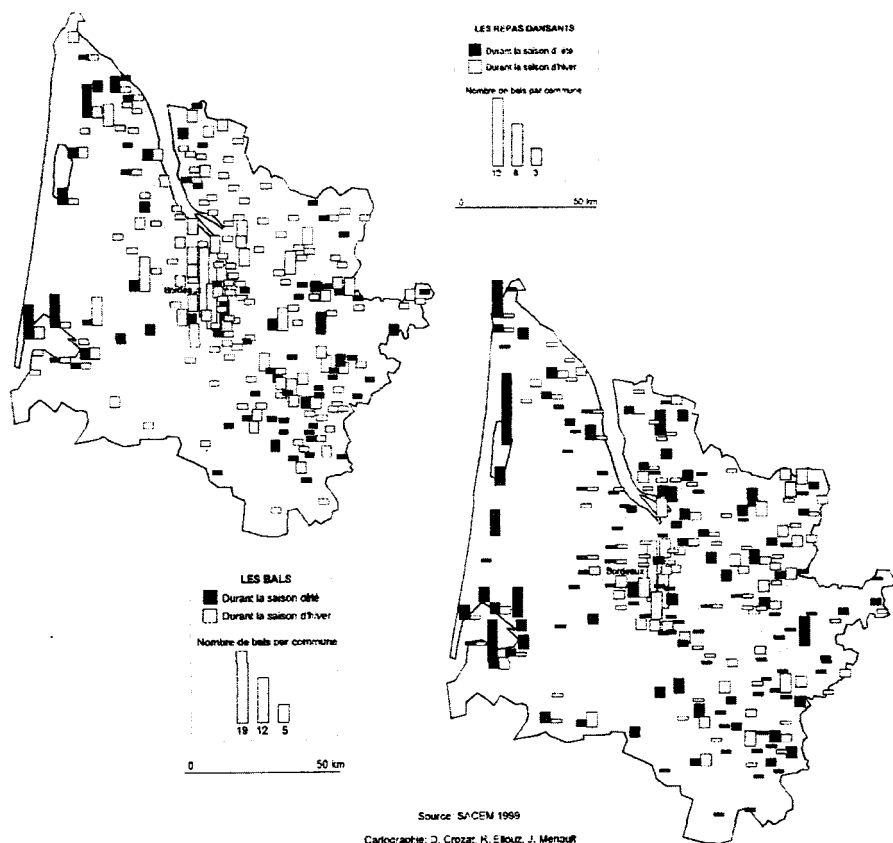 LES REPAS DANSANTS
Durant la saison d'été
Durant la saison d'hiver
Nombre de bals par commune
12 8 3
0 50 km
Bordeaux
LES BALS
Durant la saison d'été
Durant la saison d'hiver
Nombre de bals par commune
19 12 5
0 50 km
Bordeaux
Source: SACEM 1999
Cartographie: D. Crozat, R. Ellouz, J. Menault